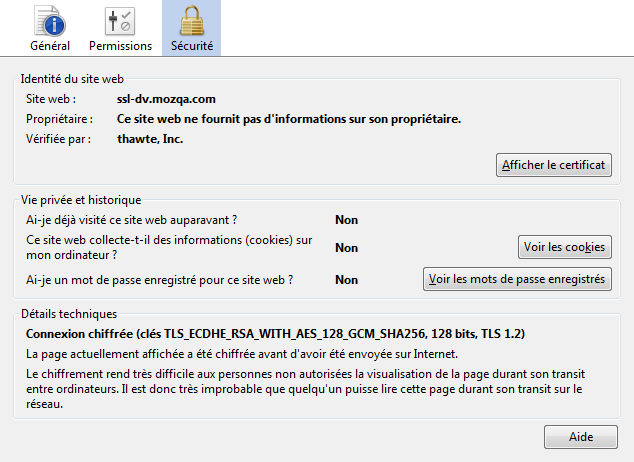 Général
Permissions
Sécurité
Identité du site web
Site web :
ssl-dv.mozqa.com
Propriétaire :
Ce site web ne fournit pas d'informations sur son propriétaire.
Vérifiée par :
thawte, Inc.
Afficher le certificat
Vie privée et historique
Ai-je déjà visité ce site web auparavant ?
Non
Ce site web collecte-t-il des informations (cookies) sur
mon ordinateur ?
Non
Voir les cookies
Ai-je un mot de passe enregistré pour ce site web ?
Non
Voir les mots de passe enregistrés
Détails techniques
Connexion chiffrée (clés TLS_ECDHE_RSA_WITH_AES_128_GCM_SHA256, 128 bits, TLS 1.2)
La page actuellement affichée a été chiffrée avant d'avoir été envoyée sur Internet.
Le chiffrement rend très difficile aux personnes non autorisées la visualisation de la page durant son transit
entre ordinateurs. Il est donc très improbable que quelqu'un puisse lire cette page durant son transit sur le
réseau.
Aide